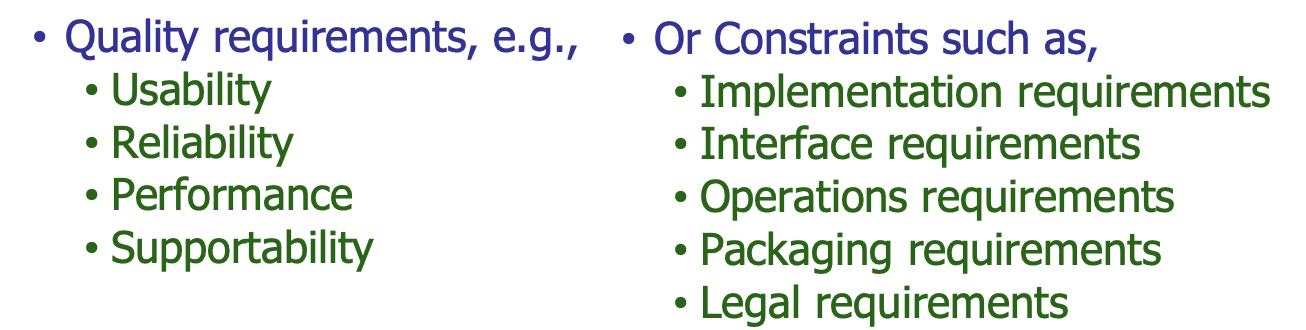 • Quality requirements, e.g.,
• Usability
• Reliability
• Performance
• Supportability
• Or Constraints such as,
• Implementation requirements
• Interface requirements
• Operations requirements
• Packaging requirements
• Legal requirements